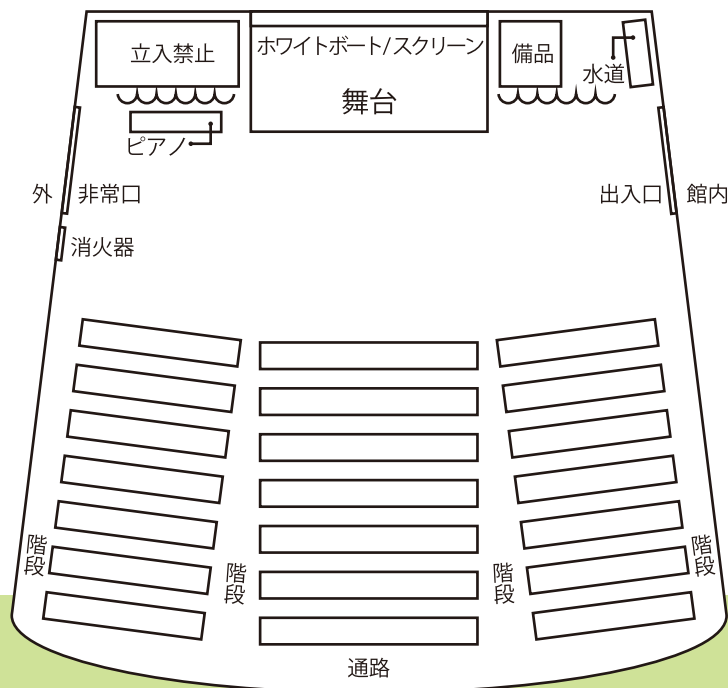 立入禁止
ホワイトボート/スクリーン
備品
水道
舞台
ピアノ
外
非常口
出入口
館内
消火器
階段
階段
階段
階段
通路